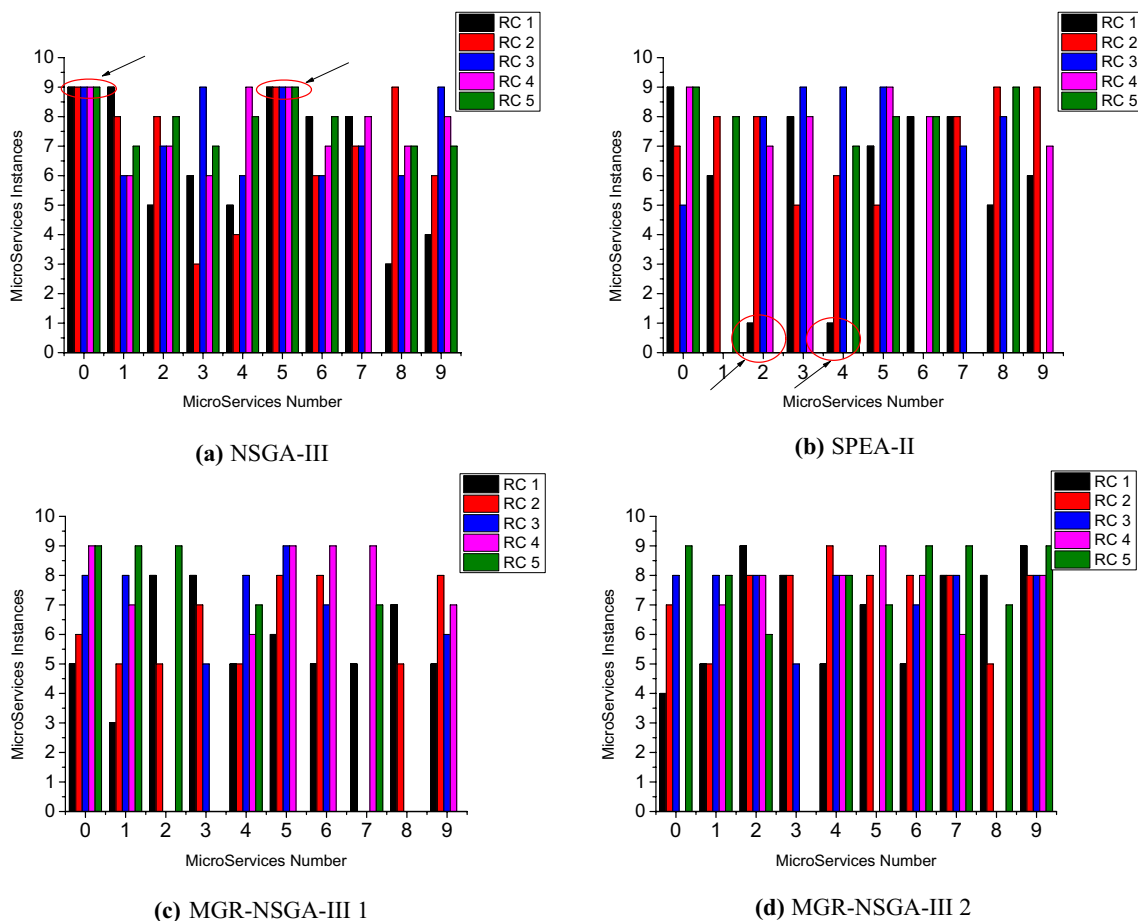 RC 1
RC 2
RC 3
RC 4
RC 5
10
9
8
7
6
5
4
3
2
1
0
MicroServices Instances
0 1 2 3 4 5 6 7 8 9
MicroServices Number
(a) NSGA-III
RC 1
RC 2
RC 3
RC 4
RC 5
10
9
8
7
6
5
4
3
2
1
0
MicroServices Instances
0 1 2 3 4 5 6 7 8 9
MicroServices Number
(b) SPEA-II
RC 1
RC 2
RC 3
RC 4
RC 5
10
9
8
7
6
5
4
3
2
1
0
MicroServices Instances
0 1 2 3 4 5 6 7 8 9
MicroServices Number
(c) MGR-NSGA-III 1
RC 1
RC 2
RC 3
RC 4
RC 5
10
9
8
7
6
5
4
3
2
1
0
MicroServices Instances
0 1 2 3 4 5 6 7 8 9
MicroServices Number
(d) MGR-NSGA-III 2